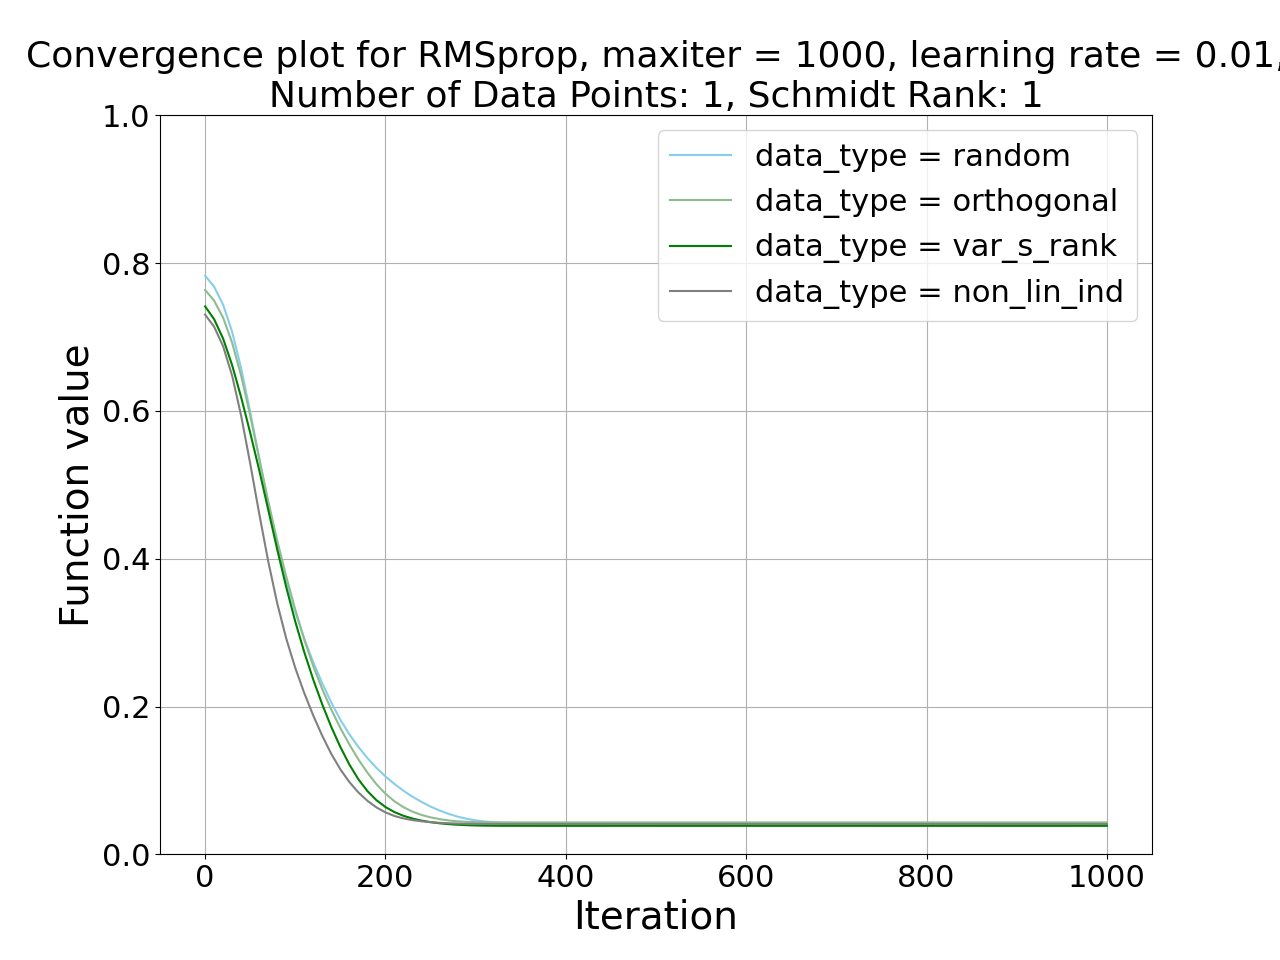 Convergence plot for RMSprop, maxiter = 1000, learning rate = 0.01,
Number of Data Points: 1, Schmidt Rank: 1
1.0
0.8
0.6
0.4
0.2
0.0
Function value
data_type = random
data_type = orthogonal
data_type = var_s_rank
data_type = non_lin_ind
0 200 400 600 800 1000
Iteration